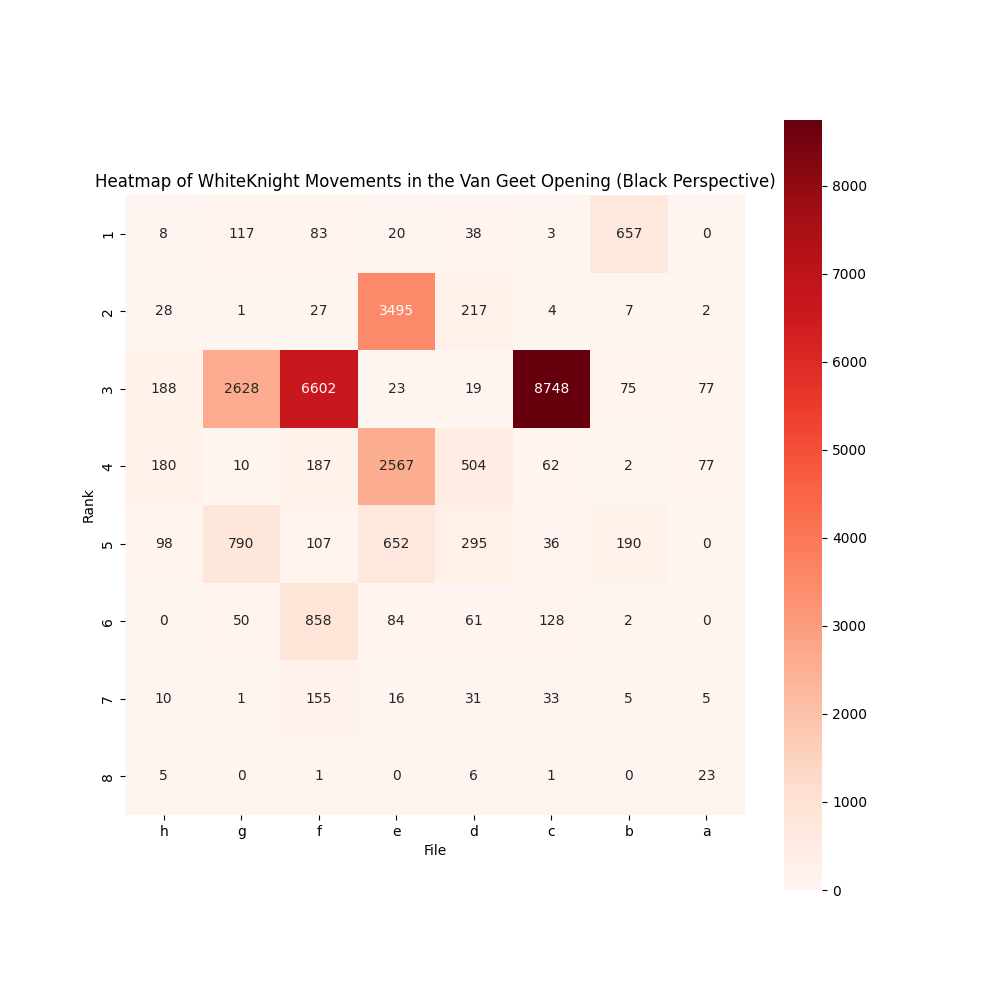 Heatmap of WhiteKnight Movements in the Van Geet Opening (Black Perspective)
1 8 117 83 20 38 3 657 0
2 28 1 27 3495 217 4 7 2
3 188 2628 6602 23 19 8748 75 77
4 180 10 187 2567 504 62 2 77
5 98 790 107 652 295 36 190 0
6 0 50 858 84 61 128 2 0
7 10 1 155 16 31 33 5 5
8 5 0 1 0 6 1 0 23
h g f e d c b a
File
Rank
8000
7000
6000
5000
4000
3000
2000
1000
0